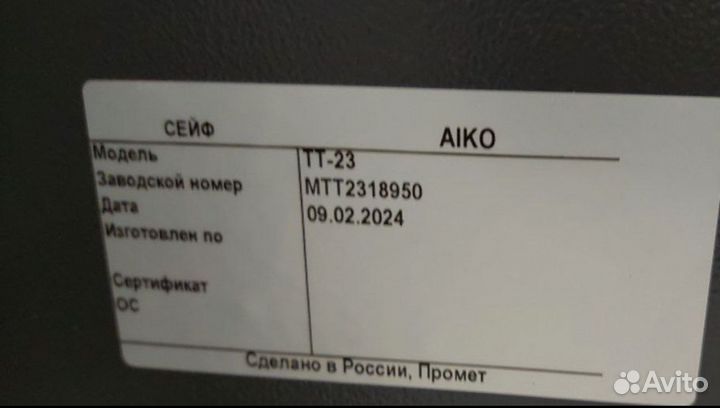 СЕЙФ AIKO
Модель TT-23
Заводской номер MTT2318950
Дата 09.02.2024
Изготовлен по
Сертификат
ОС
Сделано в России, Промет
Avito